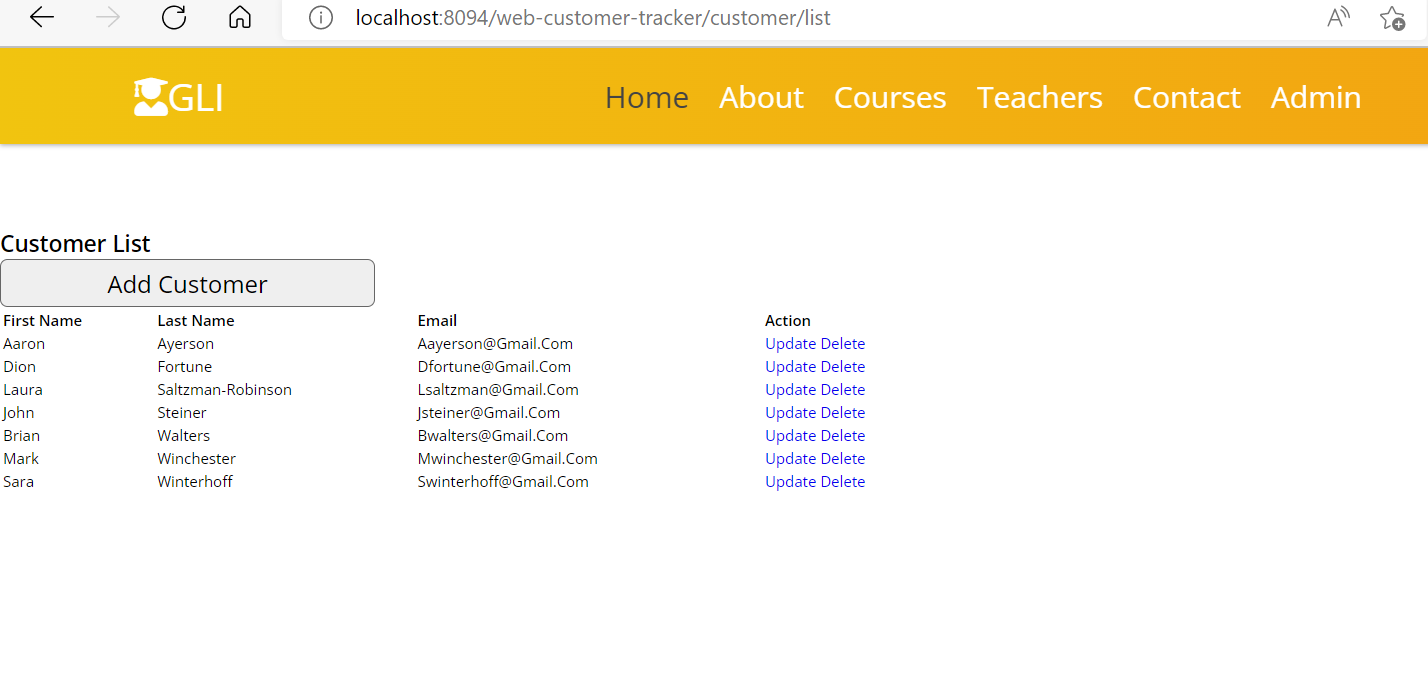 localhost:8094/web-customer-tracker/customer/list
GLI Home About Courses Teachers Contact Admin
Customer List
Add Customer
First Name Last Name Email Action
Aaron Ayerson Aayerson@Gmail.Com Update Delete
Dion Fortune Dfortune@Gmail.Com Update Delete
Laura Saltzman-Robinson Lsaltzman@Gmail.Com Update Delete
John Steiner Jsteiner@Gmail.Com Update Delete
Brian Walters Bwalters@Gmail.Com Update Delete
Mark Winchester Mwinchester@Gmail.Com Update Delete
Sara Winterhoff Swinterhoff@Gmail.Com Update Delete